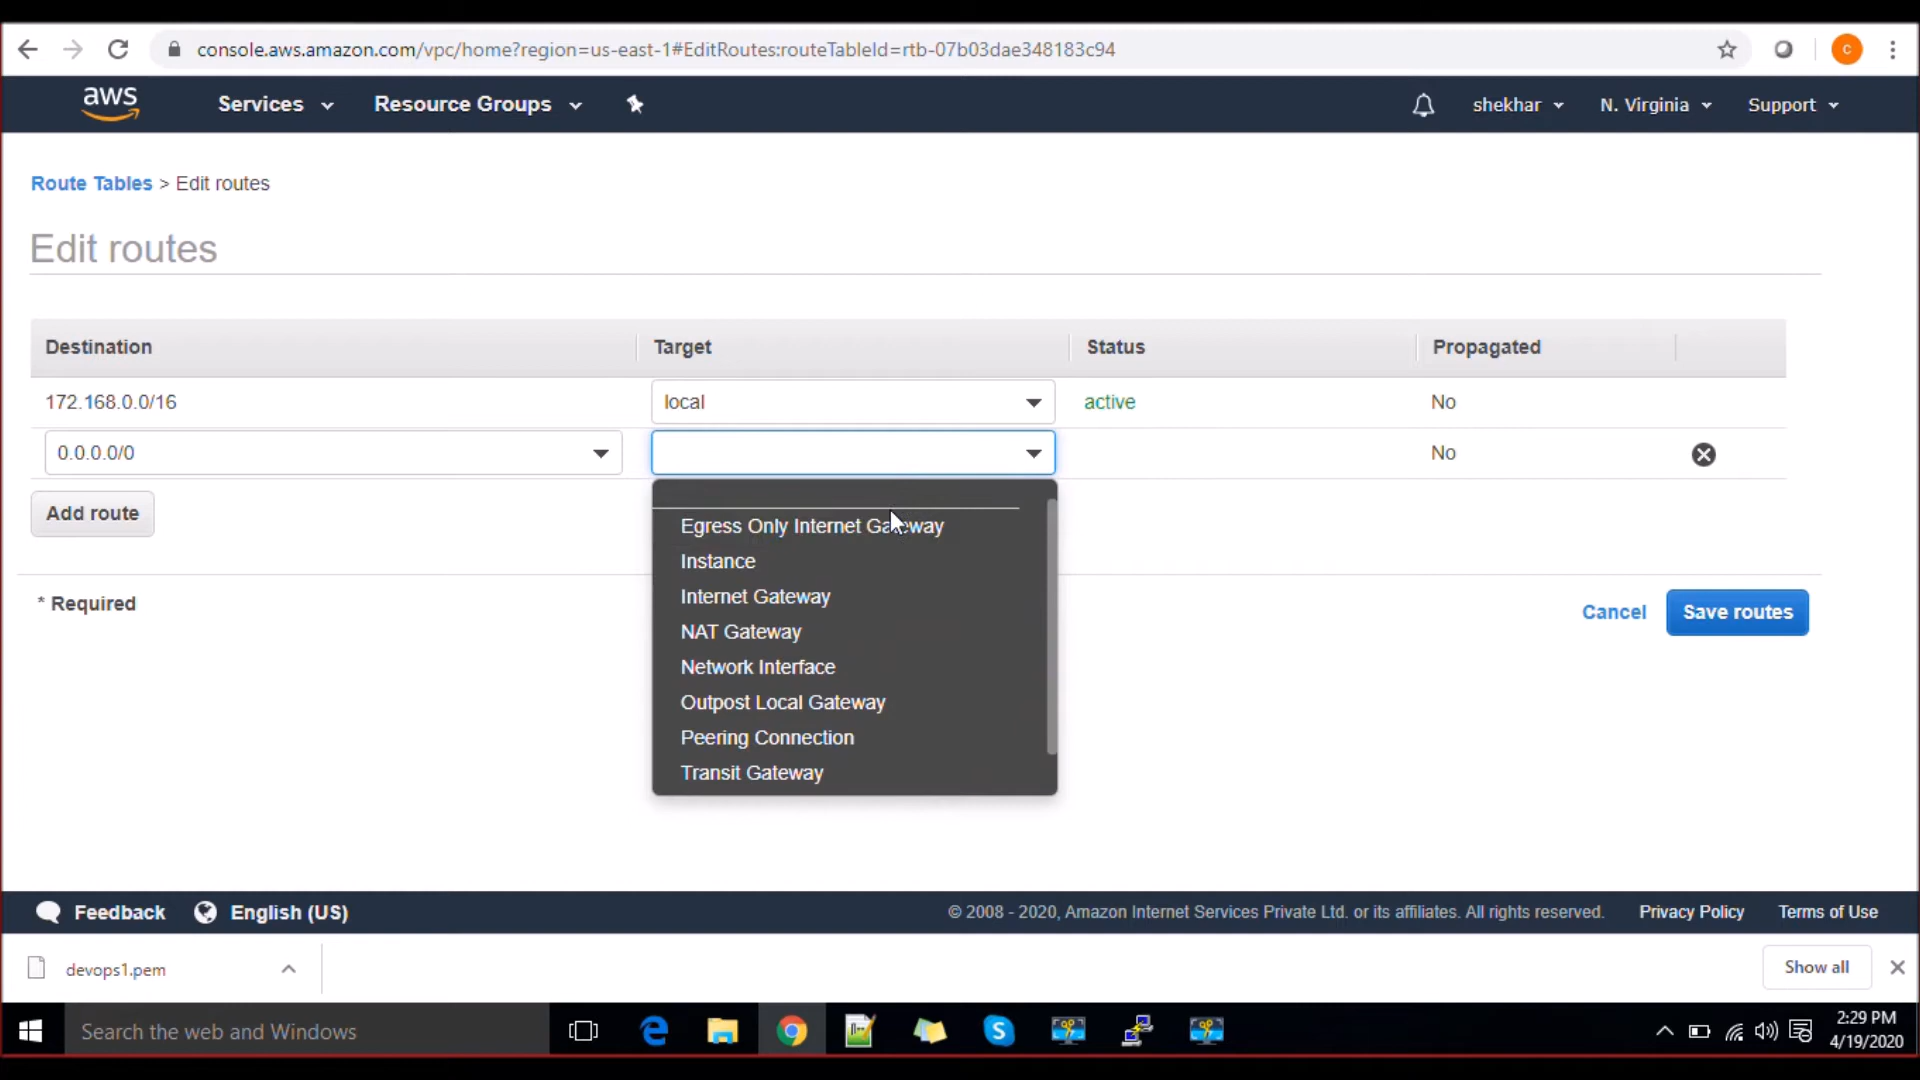 console.aws.amazon.com/vpc/home?region=us-east-1#EditRoutes:routeTableId=rtb-07b03dae348183c94
C
aws
Services
Resource Groups
shekhar
N. Virginia
Support
Route Tables > Edit routes
Edit routes
Destination
Target
Status
Propagated
172.168.0.0/16
local
active
No
0.0.0.0/0
No
Add route
Egress Only Internet Gateway
Instance
Internet Gateway
NAT Gateway
Network Interface
Outpost Local Gateway
Peering Connection
Transit Gateway
* Required
Cancel
Save routes
Feedback
English (US)
© 2008 - 2020, Amazon Internet Services Private Ltd. or its affiliates. All rights reserved.
Privacy Policy
Terms of Use
devops1.pem
Show all
Search the web and Windows
2:29 PM
4/19/2020